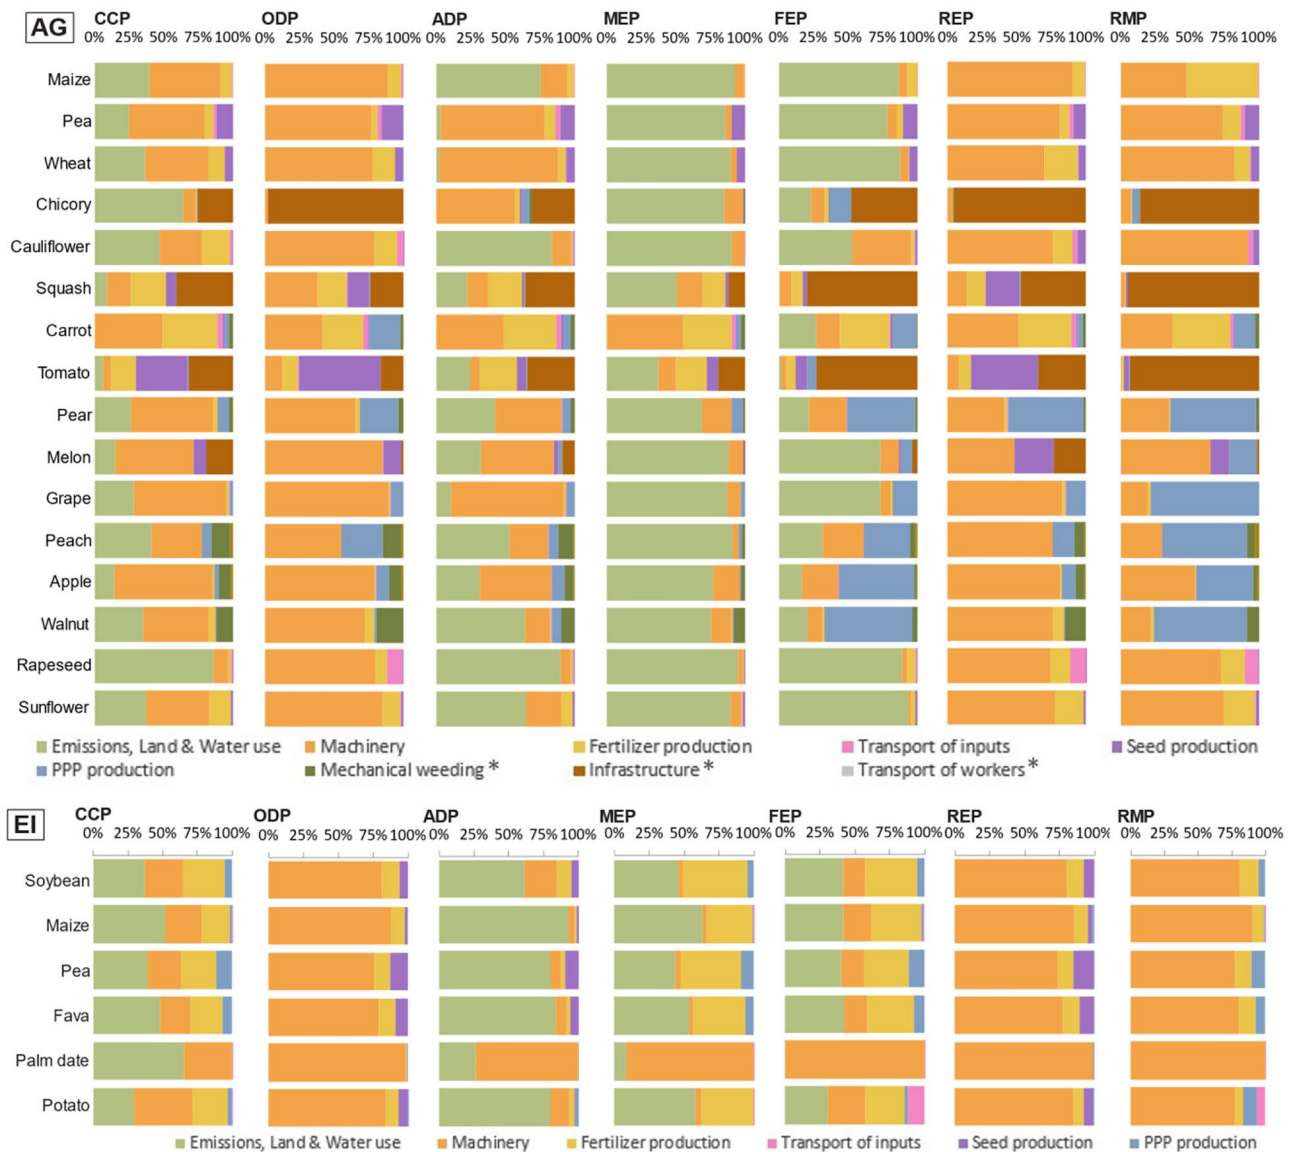 AG
CCP ODP ADP MEP FEP REP RMP
0% 25% 50% 75% 100% 0% 25% 50% 75% 100% 0% 25% 50% 75% 100% 0% 25% 50% 75% 100% 0% 25% 50% 75% 100% 0% 25% 50% 75% 100% 0% 25% 50% 75% 100%
Maize
Pea
Wheat
Chicory
Cauliflower
Squash
Carrot
Tomato
Pear
Melon
Grape
Peach
Apple
Walnut
Rapeseed
Sunflower
Emissions, Land & Water use Machinery Fertilizer production Transport of inputs Seed production
PPP production Mechanical weeding* Infrastructure* Transport of workers*
EI
CCP ODP ADP MEP FEP REP RMP
0% 25% 50% 75% 100% 0% 25% 50% 75% 100% 0% 25% 50% 75% 100% 0% 25% 50% 75% 100% 0% 25% 50% 75% 100% 0% 25% 50% 75% 100% 0% 25% 50% 75% 100%
Soybean
Maize
Pea
Fava
Palm date
Potato
Emissions, Land & Water use Machinery Fertilizer production Transport of inputs Seed production PPP production